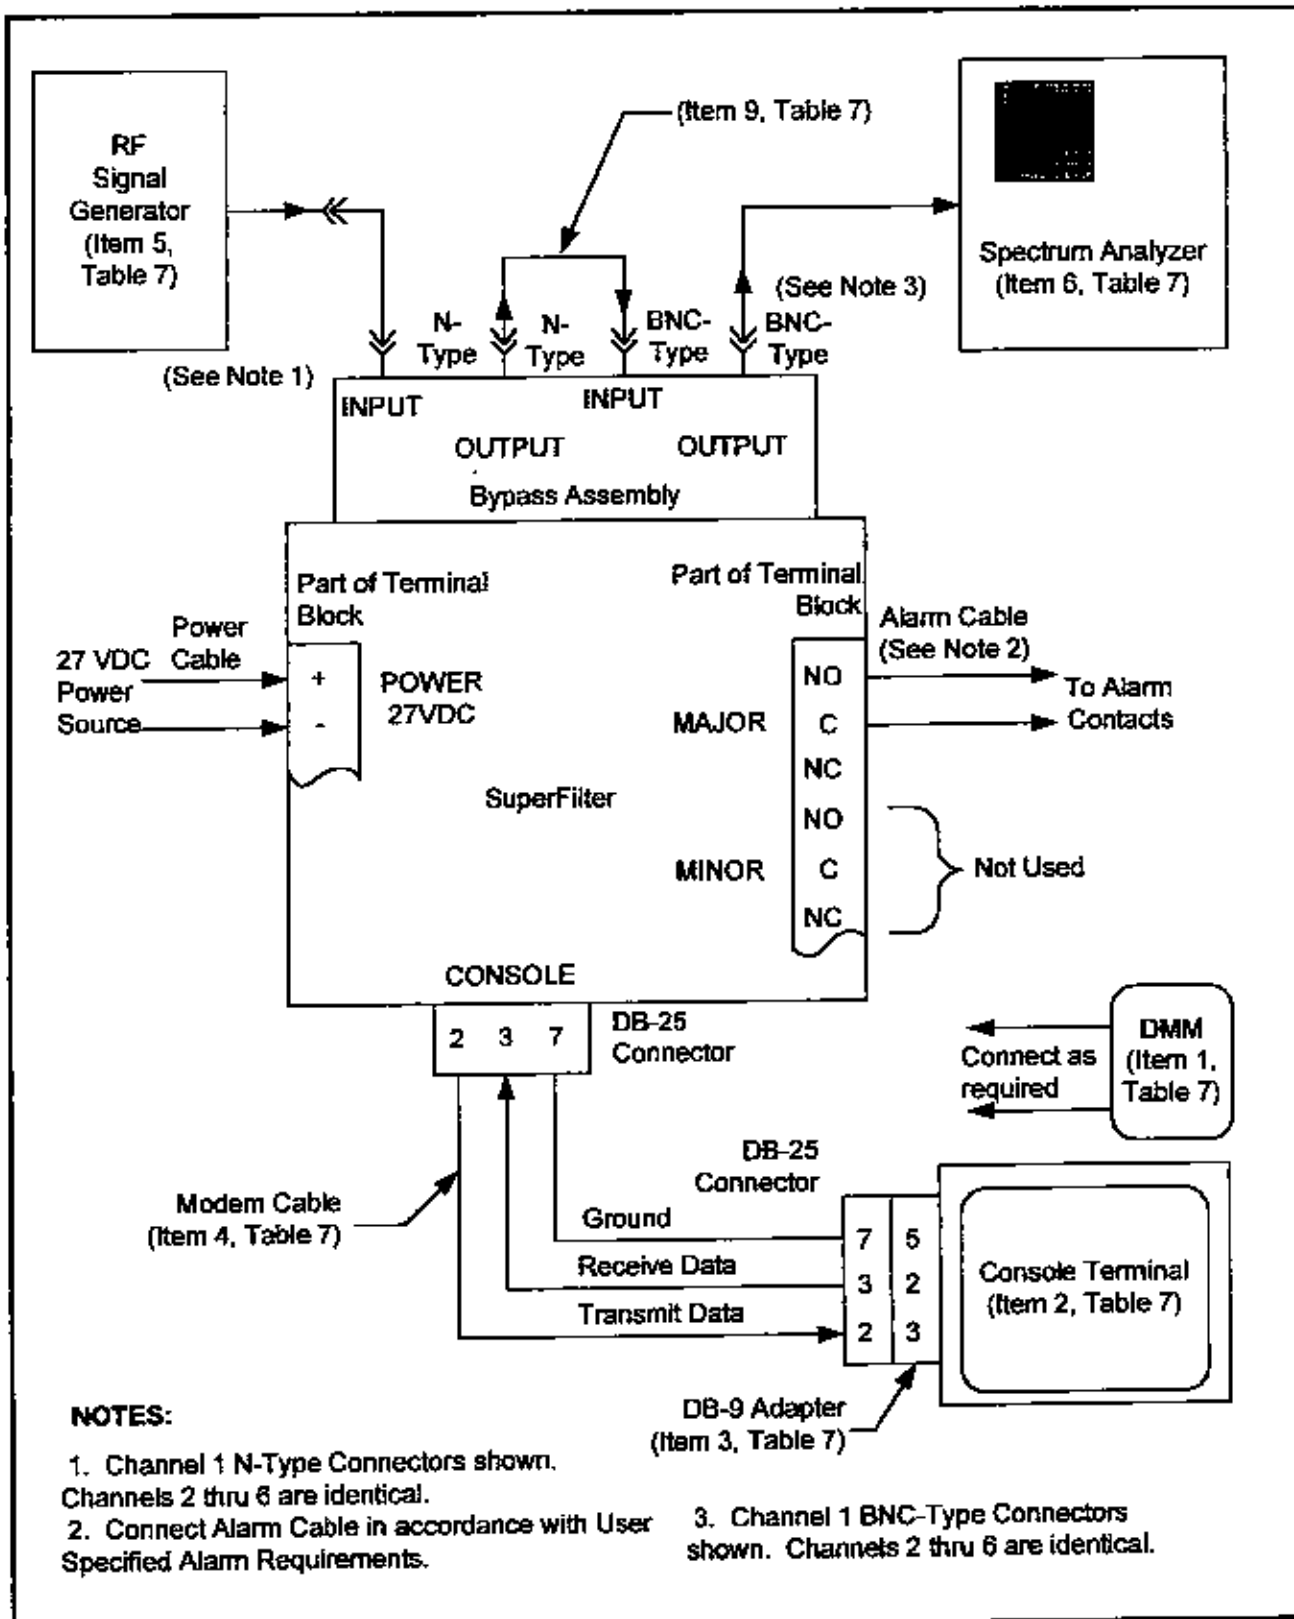 RF
Signal
Generator
(Item 5,
Table 7)
(Item 9, Table 7)
Spectrum Analyzer
(Item 6, Table 7)
(See Note 1)
N-
Type
N-
Type
BNC-
Type
(See Note 3)
BNC-
Type
INPUT
OUTPUT
INPUT
OUTPUT
Bypass Assembly
Part of Terminal
Block
Part of Terminal
Block
Power
Cable
27 VDC
Power
Source
+
-
POWER
27VDC
SuperFilter
MAJOR
NO
C
NC
MINOR
NO
C
NC
Alarm Cable
(See Note 2)
To Alarm
Contacts
Not Used
CONSOLE
2 3 7
DB-25
Connector
DMM
(Item 1,
Table 7)
Connect as
required
Modem Cable
(Item 4, Table 7)
DB-25
Connector
Ground
Receive Data
Transmit Data
7 5
3 2
2 3
Console Terminal
(Item 2, Table 7)
DB-9 Adapter
(Item 3, Table 7)
NOTES:
1. Channel 1 N-Type Connectors shown.
Channels 2 thru 6 are identical.
2. Connect Alarm Cable in accordance with User
Specified Alarm Requirements.
3. Channel 1 BNC-Type Connectors
shown. Channels 2 thru 6 are identical.